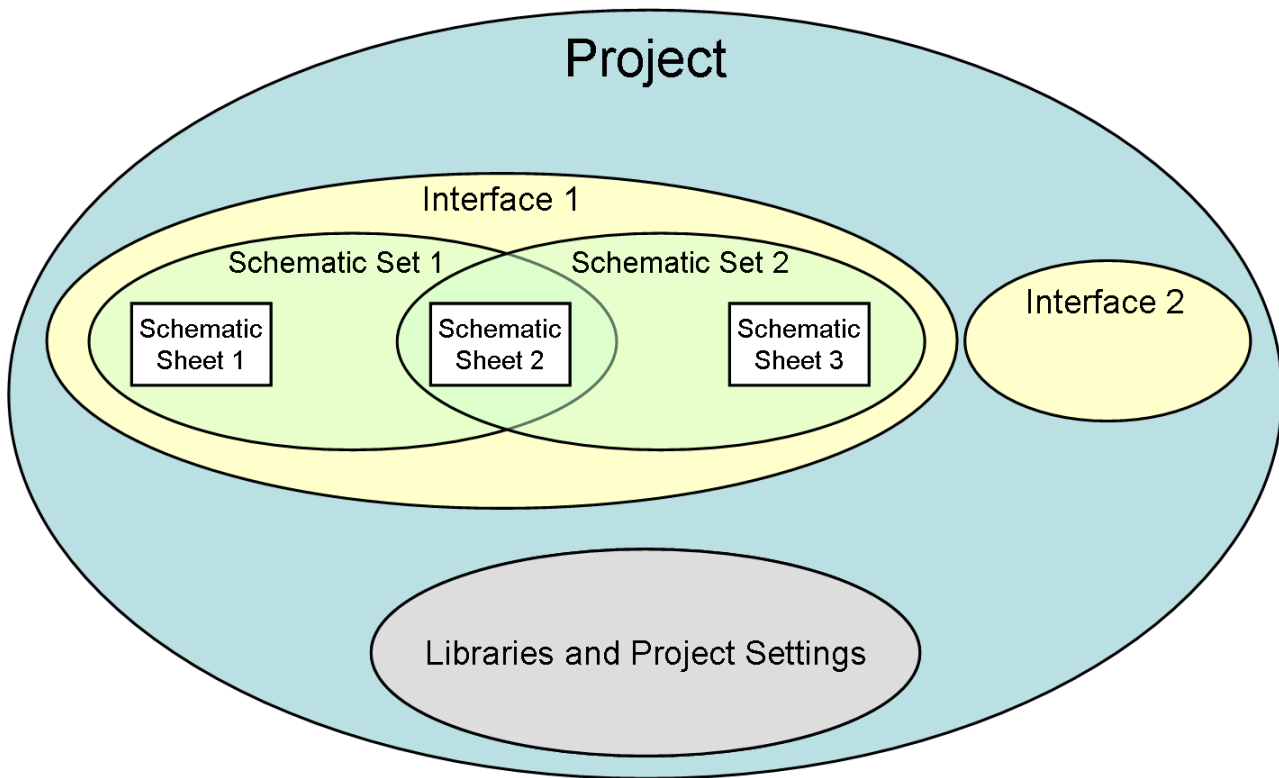 Project
Interface 1
Schematic Set 1
Schematic Set 2
Schematic
Sheet 1
Schematic
Sheet 2
Schematic
Sheet 3
Interface 2
Libraries and Project Settings